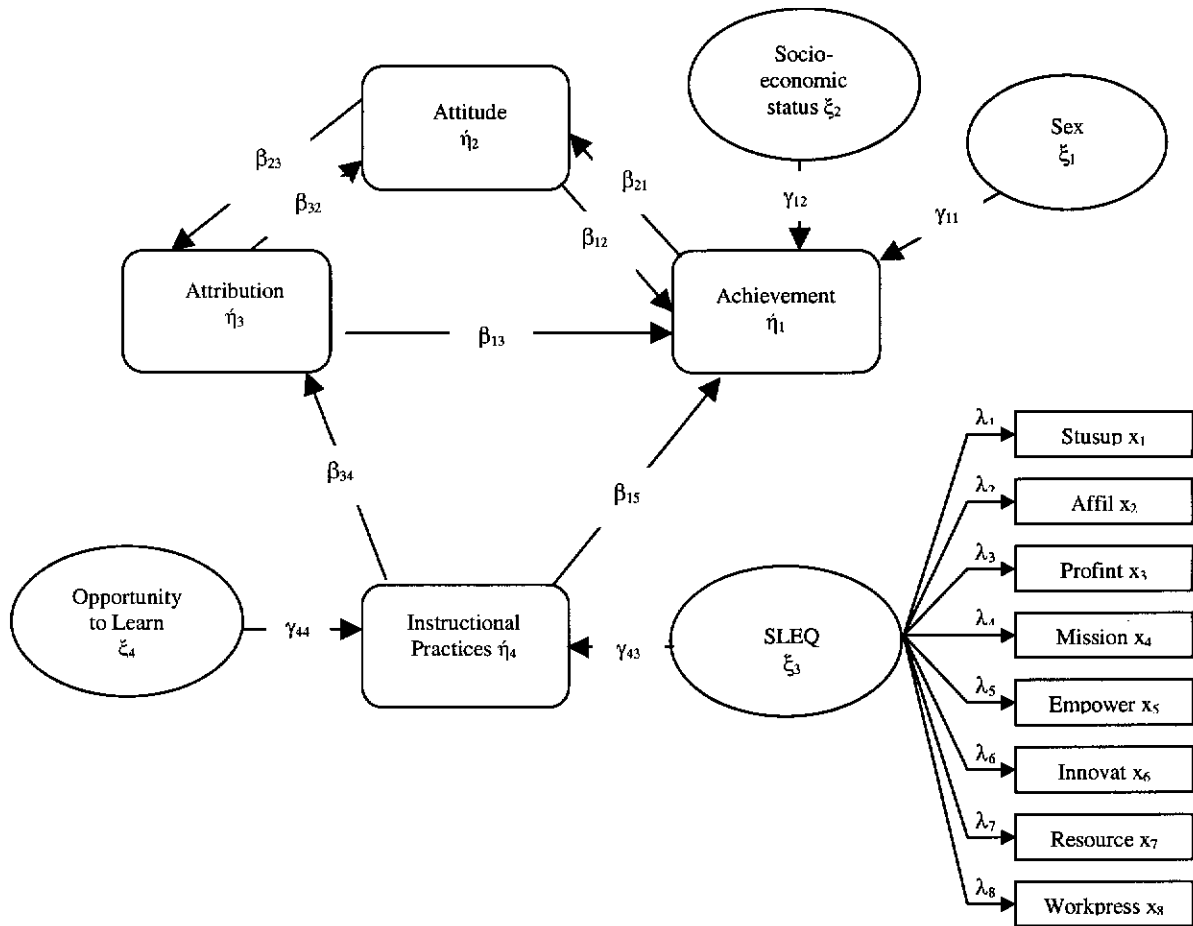 Socio-
economic
status ξ₂
Sex
ξ₁
Attitude
ή₂
β₂₃
β₃₂
β₂₁
β₁₂
γ₁₂
γ₁₁
Attribution
ή₃
Achievement
ή₁
β₁₃
β₃₄
β₁₅
Opportunity
to Learn
ξ₄
γ₄₄
Instructional
Practices ή₄
γ₄₃
SLEQ
ξ₃
λ₁
Stusup x₁
λ₂
Affil x₂
λ₃
Profint x₃
λ₄
Mission x₄
λ₅
Empower x₅
λ₆
Innovat x₆
λ₇
Resource x₇
λ₈
Workpress x₈